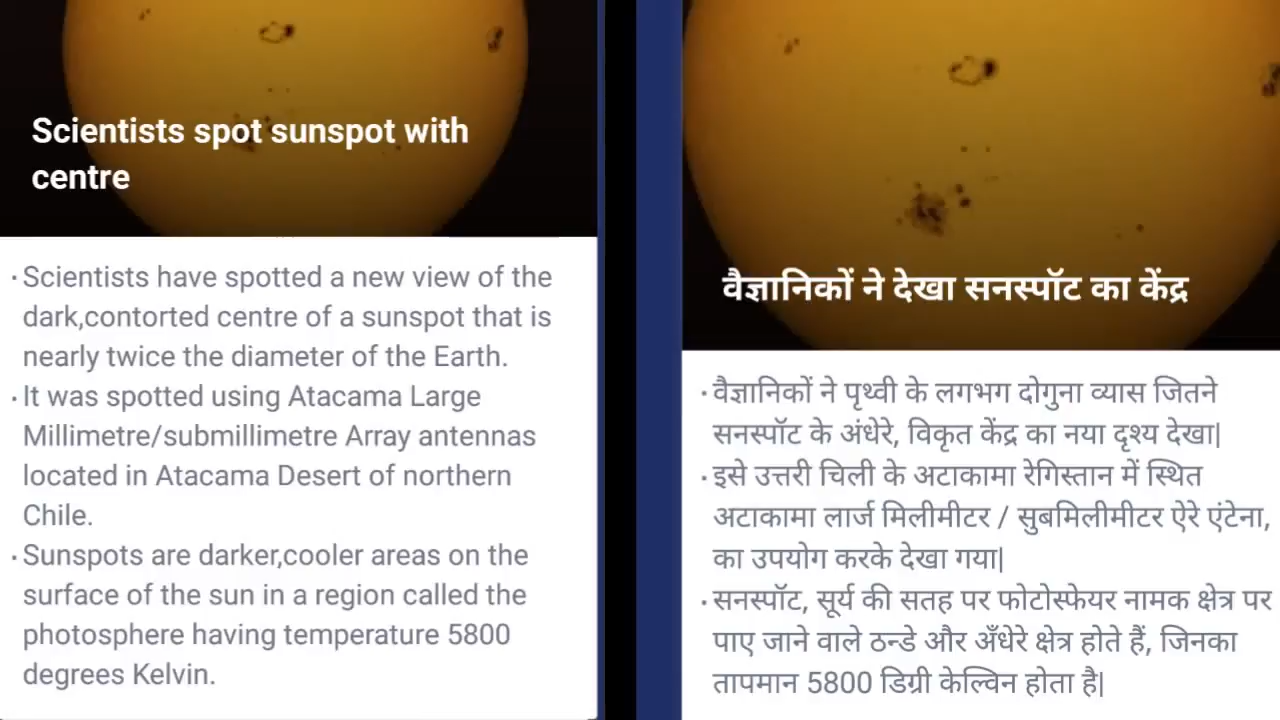 Scientists spot sunspot with
centre
· Scientists have spotted a new view of the
dark,contorted centre of a sunspot that is
nearly twice the diameter of the Earth.
· It was spotted using Atacama Large
Millimetre/submillimetre Array antennas
located in Atacama Desert of northern
Chile.
· Sunspots are darker,cooler areas on the
surface of the sun in a region called the
photosphere having temperature 5800
degrees Kelvin.
वैज्ञानिकों ने देखा सनस्पॉट का केंद्र
· वैज्ञानिकों ने पृथ्वी के लगभग दोगुना व्यास जितने
सनस्पॉट के अंधेरे, विकृत केंद्र का नया दृश्य देखा|
· इसे उत्तरी चिली के अटाकामा रेगिस्तान में स्थित
अटाकामा लार्ज मिलीमीटर / सुबमिलीमीटर ऐरे एंटेना,
का उपयोग करके देखा गया|
· सनस्पॉट, सूर्य की सतह पर फोटोस्फेयर नामक क्षेत्र पर
पाए जाने वाले ठन्डे और अँधेरे क्षेत्र होते हैं, जिनका
तापमान 5800 डिग्री केल्विन होता है|